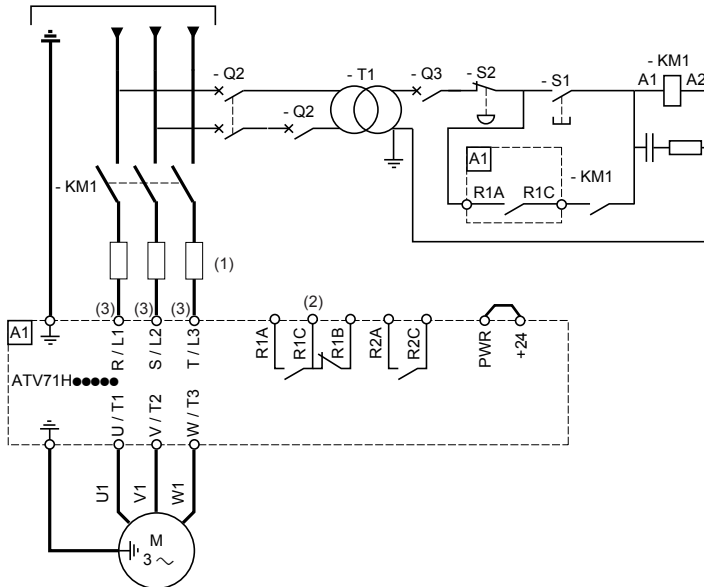 - Q2
- T1
- Q3
- S2
- S1
- KM1
A1
A2
- Q2
A1
R1A
R1C
- KM1
- KM1
(1)
(3)
(3)
(3)
(2)
A1
R / L1
S / L2
T / L3
R1A
R1C
R1B
R2A
R2C
PWR
+24
ATV71H●●●●●
U / T1
V / T2
W / T3
U1
V1
W1
M
3 ~